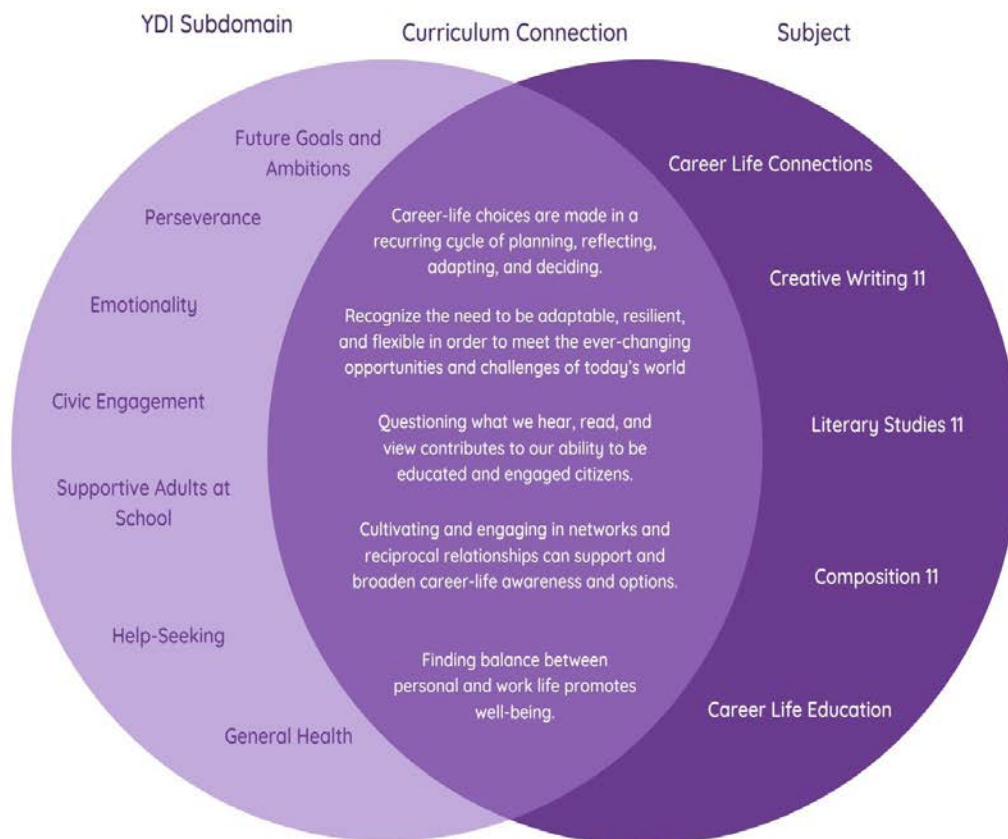 YDI Subdomain
Curriculum Connection
Subject
Future Goals and
Ambitions
Perseverance
Emotionality
Civic Engagement
Supportive Adults at
School
Help-Seeking
General Health
Career-life choices are made in a
recurring cycle of planning, reflecting,
adapting, and deciding.
Recognize the need to be adaptable, resilient,
and flexible in order to meet the ever-changing
opportunities and challenges of today's world
Questioning what we hear, read, and
view contributes to our ability to be
educated and engaged citizens.
Cultivating and engaging in networks and
reciprocal relationships can support and
broaden career-life awareness and options.
Finding balance between
personal and work life promotes
well-being.
Career Life Connections
Creative Writing 11
Literary Studies 11
Composition 11
Career Life Education